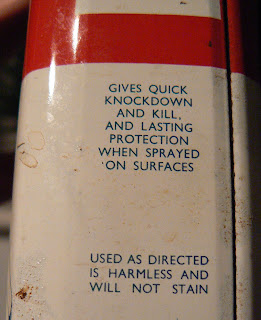 GIVES QUICK
KNOCKDOWN
AND KILL,
AND LASTING
PROTECTION
WHEN SPRAYED
ON SURFACES
USED AS DIRECTED
IS HARMLESS AND
WILL NOT STAIN